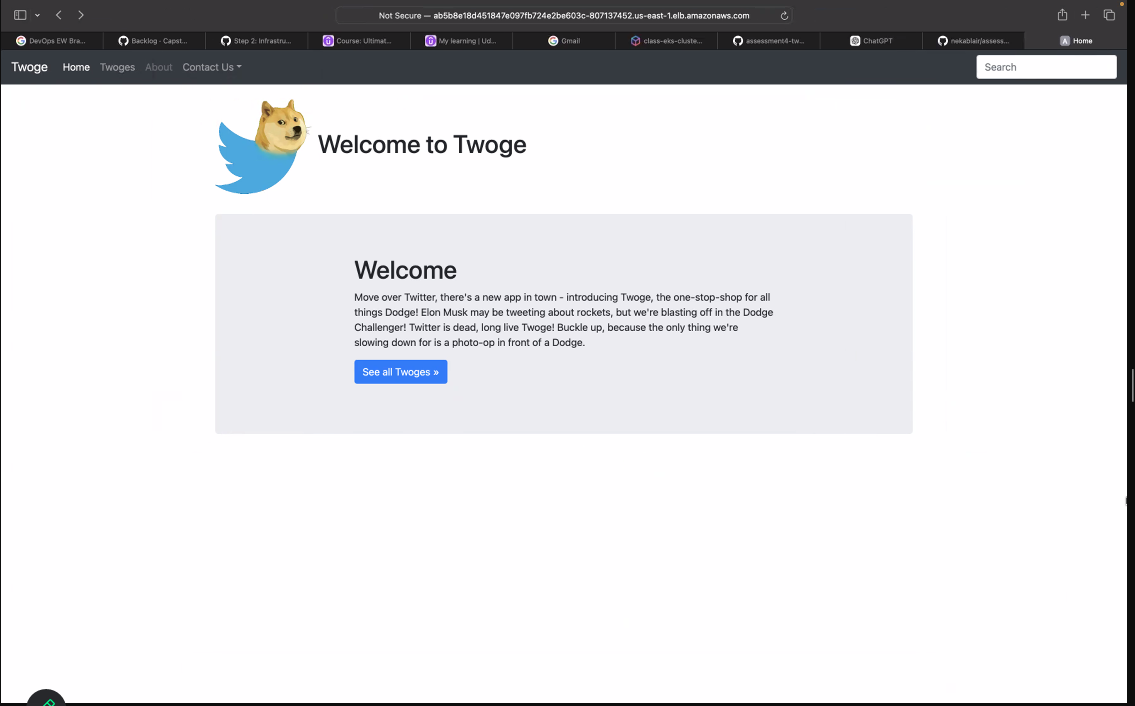 Not Secure — ab5b8e18d451847e097fb724e2be603c-807137452.us-east-1.elb.amazonaws.com
DevOps EW Bra... Backlog · Capst... Step 2: Infrastru... Course: Ultimat... My learning | Ud... Gmail class-eks-cluste... assessment4-tw... ChatGPT nekablair/assess... A Home
Twoge Home Twoges About Contact Us Search
Welcome to Twoge
Welcome
Move over Twitter, there's a new app in town - introducing Twoge, the one-stop-shop for all
things Dodge! Elon Musk may be tweeting about rockets, but we're blasting off in the Dodge
Challenger! Twitter is dead, long live Twoge! Buckle up, because the only thing we're
slowing down for is a photo-op in front of a Dodge.
See all Twoges »